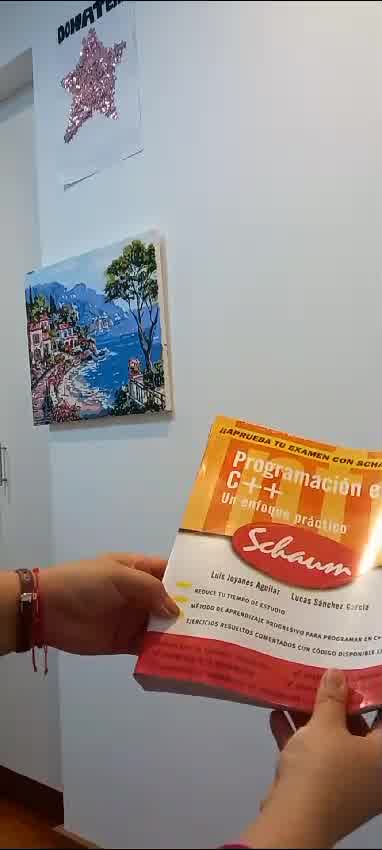 ¡¡APRUEBA TU EXAMEN CON SCHA
Programación e
C++
Un enfoque práctico
Schaum
Luis Joyanes Aguilar Lucas Sánchez García
REDUCE TU TIEMPO DE ESTUDIO
MÉTODO DE APRENDIZAJE PROGRESIVO PARA PROGRAMAR EN C+
EJERCICIOS RESUELTOS COMENTADOS CON CÓDIGO DISPONIBLE